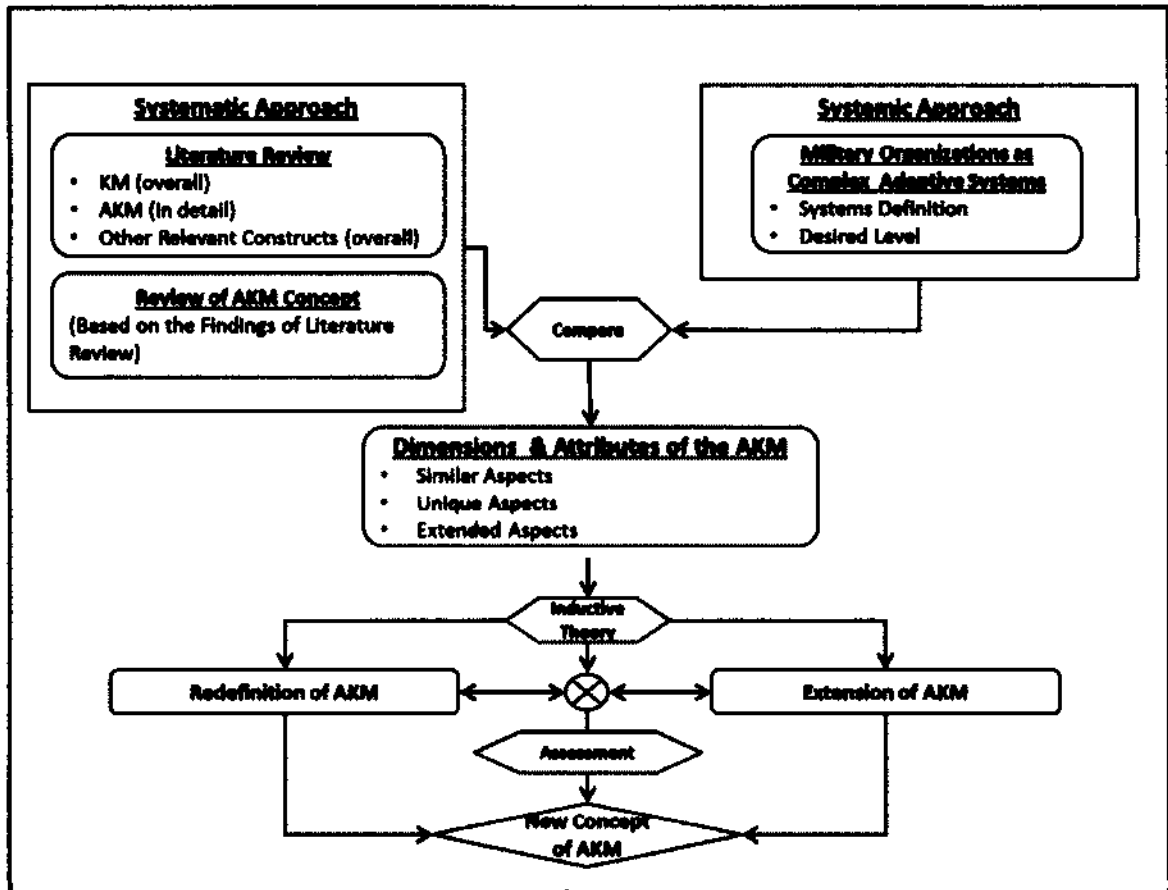 Systematic Approach
Literature Review
• KM (overall)
• AKM (in detail)
• Other Relevant Constructs (overall)
Review of AKM Concept
(Based on the Findings of Literature
Review)
Systemic Approach
Military Organizations as
Complex Adaptive Systems
• Systems Definition
• Desired Level
Compare
Dimensions & Attributes of the AKM
• Similar Aspects
• Unique Aspects
• Extended Aspects
Inductive
Theory
Redefinition of AKM
Extension of AKM
Assessment
New Concept
of AKM